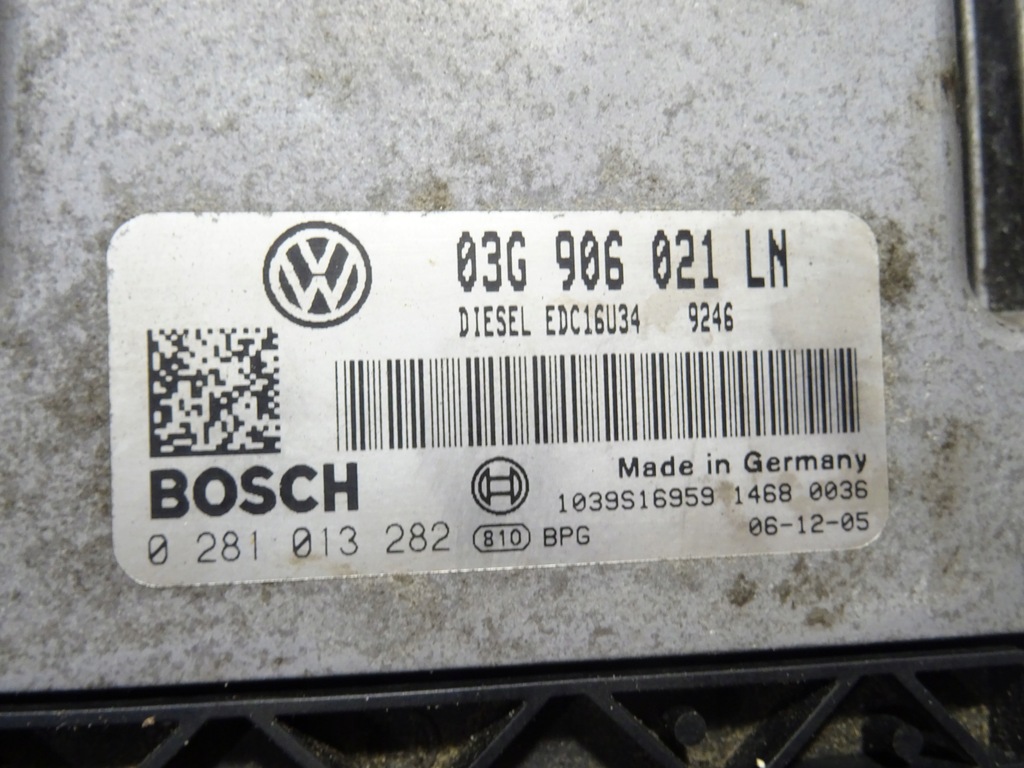 03G 906 021 LN
DIESEL EDC16U34 9246
BOSCH
Made in Germany
1039S16959 1468 0036
0 281 013 282 810 BPG
06-12-05